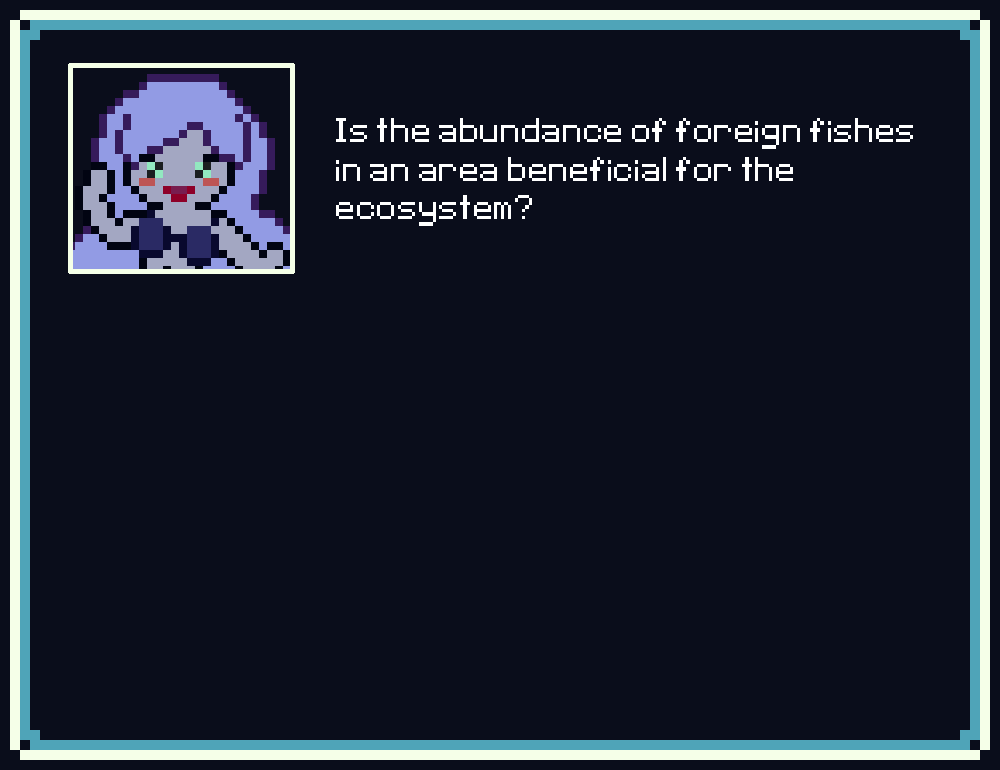 Is the abundance of foreign fishes
in an area beneficial for the
ecosystem?